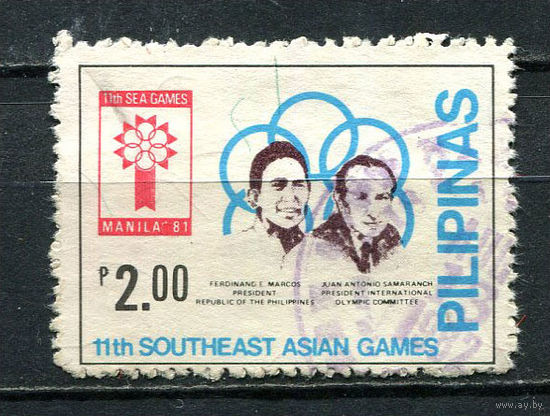 11th SEA GAMES
MANILA '81
PILIPINAS
₱2.00
FERDINAND E. MARCOS
PRESIDENT
REPUBLIC OF THE PHILIPPINES
JUAN ANTONIO SAMARANCH
PRESIDENT INTERNATIONAL
OLYMPIC COMMITTEE
11th SOUTHEAST ASIAN GAMES
www.ay.by